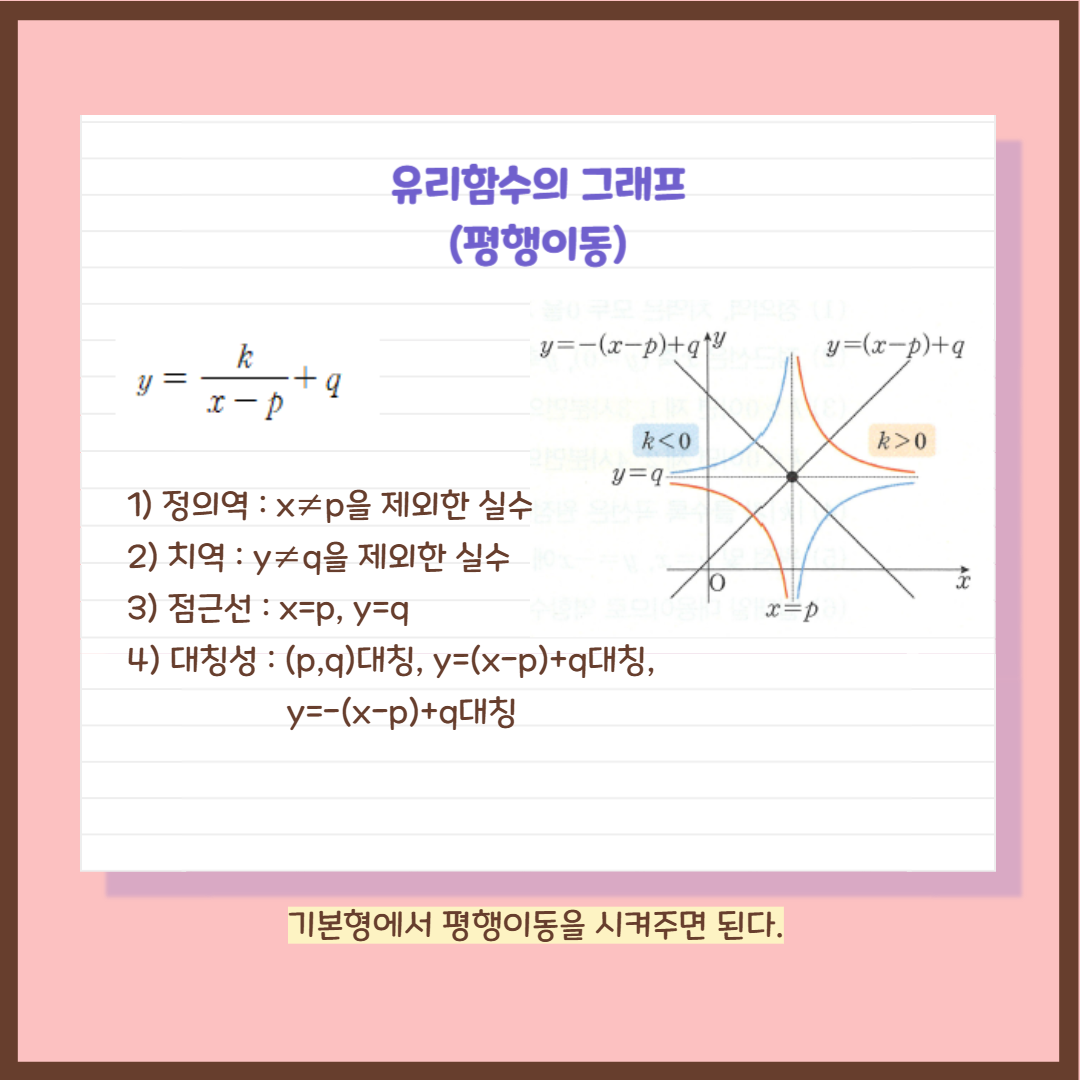 유리함수의 그래프
(평행이동)
y = k/(x − p) + q
1) 정의역 : x≠p을 제외한 실수
2) 치역 : y≠q을 제외한 실수
3) 점근선 : x=p, y=q
4) 대칭성 : (p,q)대칭, y=(x-p)+q대칭,
y=-(x-p)+q대칭
y=−(x−p)+q
y
y=(x−p)+q
k<0
k>0
y=q
O
x
x=p
기본형에서 평행이동을 시켜주면 된다.